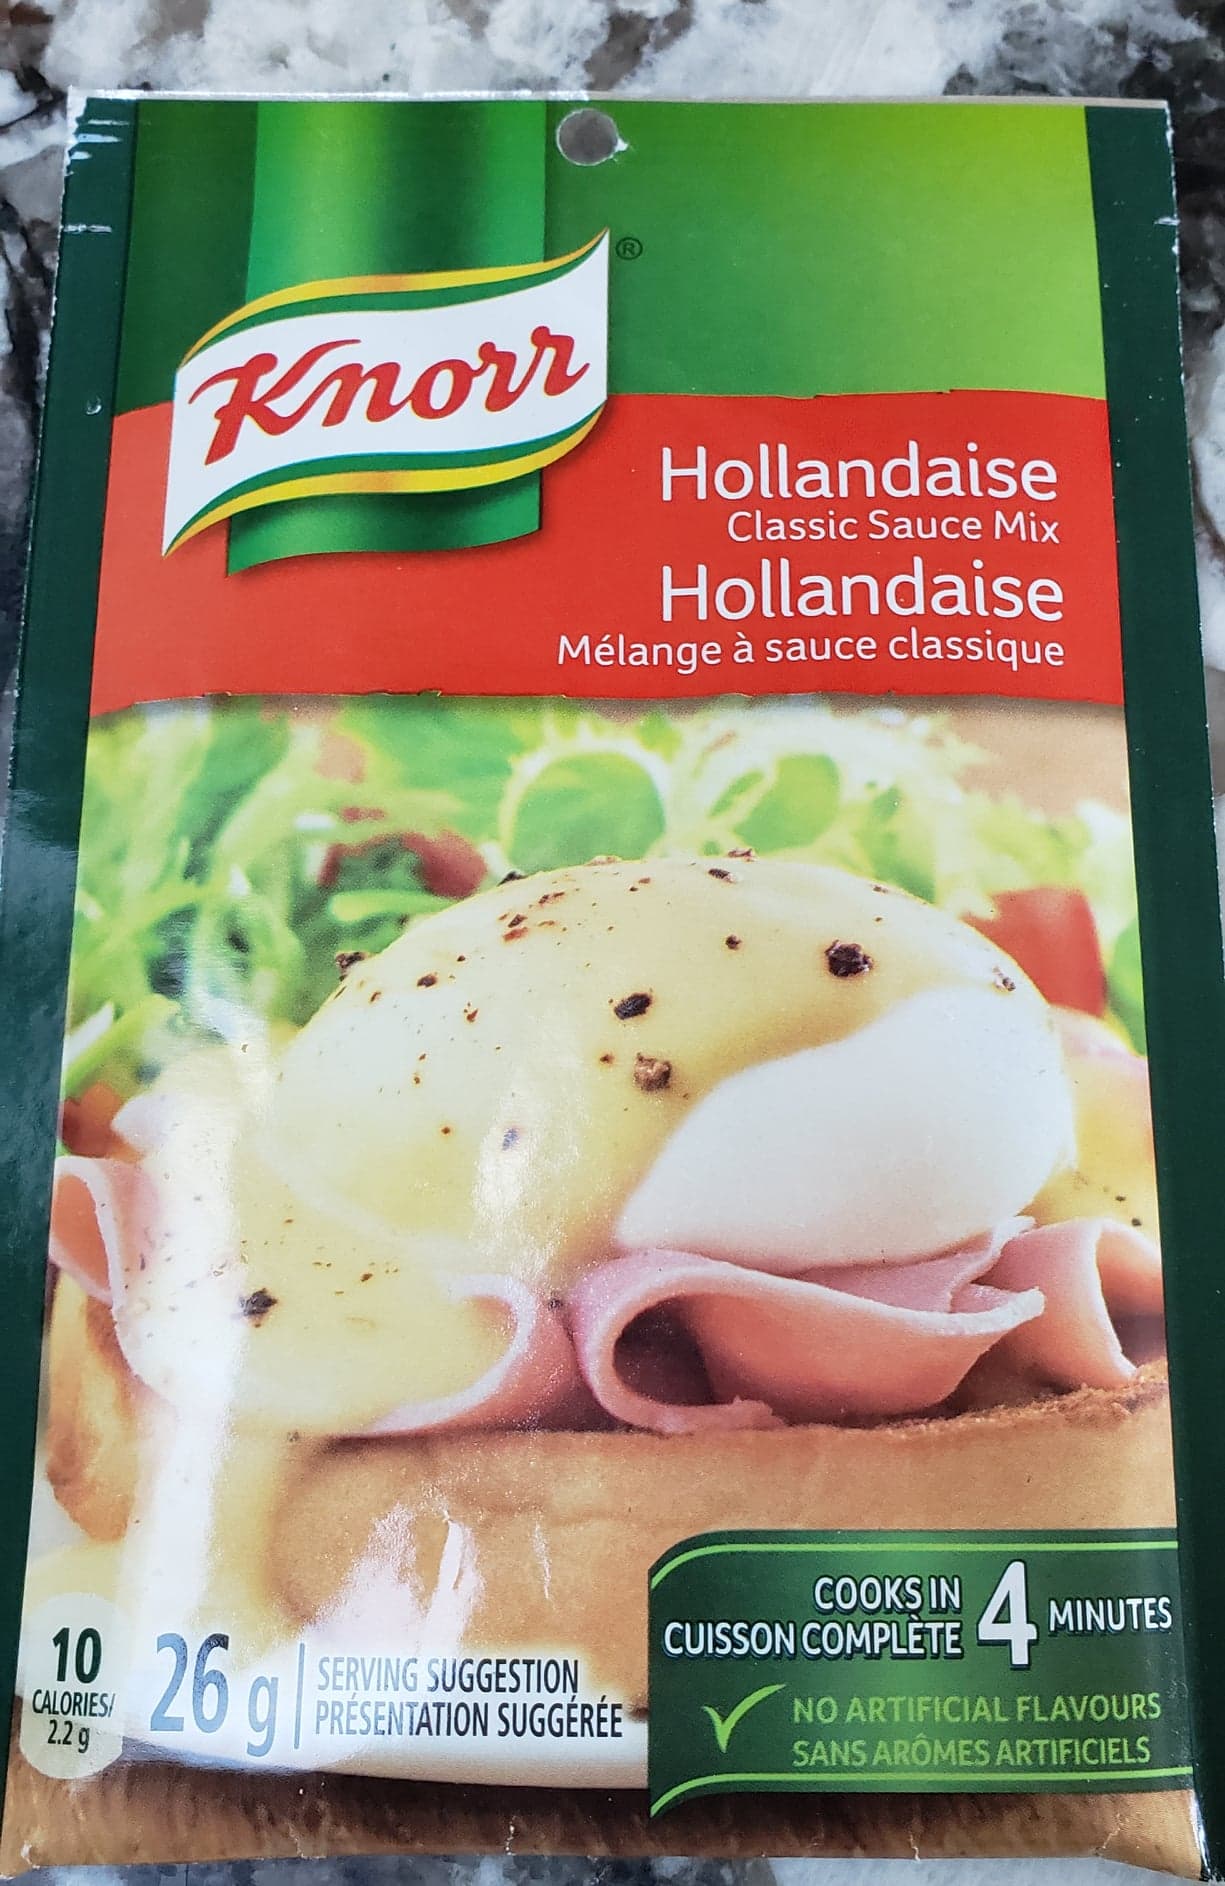 Knorr®
Hollandaise
Classic Sauce Mix
Hollandaise
Mélange à sauce classique
COOKS IN
CUISSON COMPLÈTE
4 MINUTES
NO ARTIFICIAL FLAVOURS
SANS ARÔMES ARTIFICIELS
10
CALORIES/
2.2 g
26 g
SERVING SUGGESTION
PRÉSENTATION SUGGÉRÉE